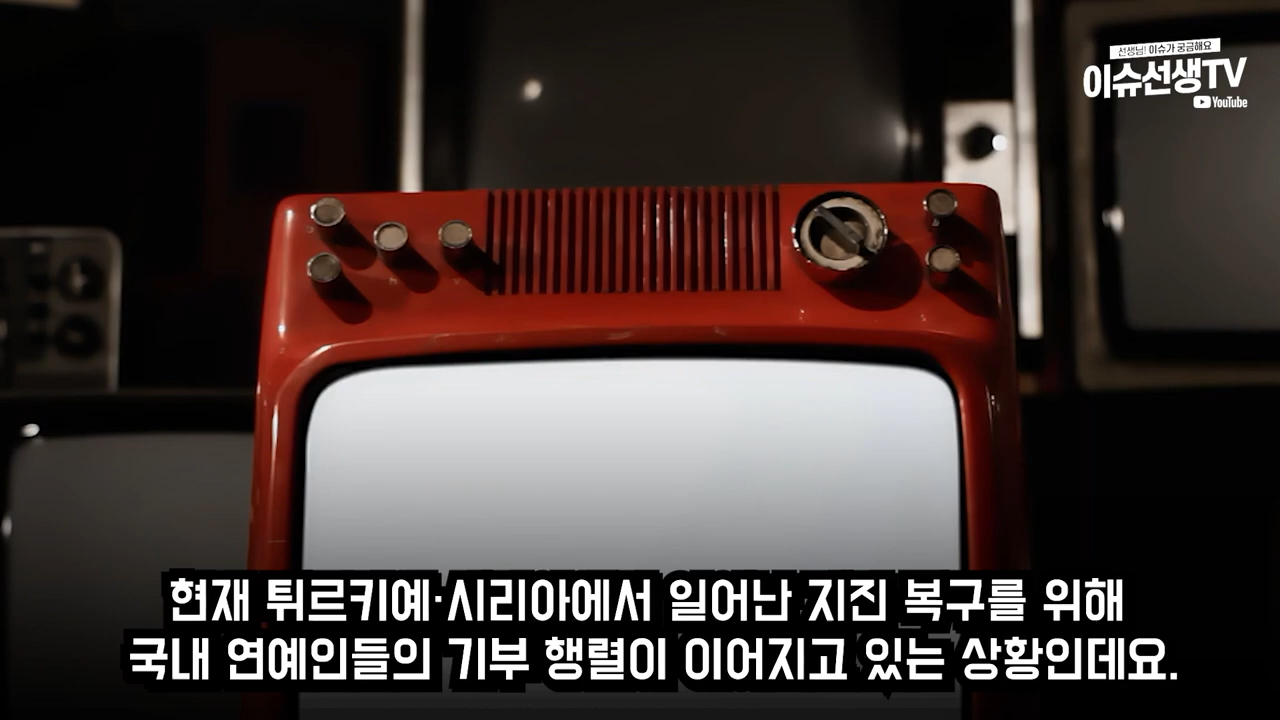 선생님! 이슈가 궁금해요
이슈선생TV
YouTube
현재 튀르키예·시리아에서 일어난 지진 복구를 위해
국내 연예인들의 기부 행렬이 이어지고 있는 상황인데요.